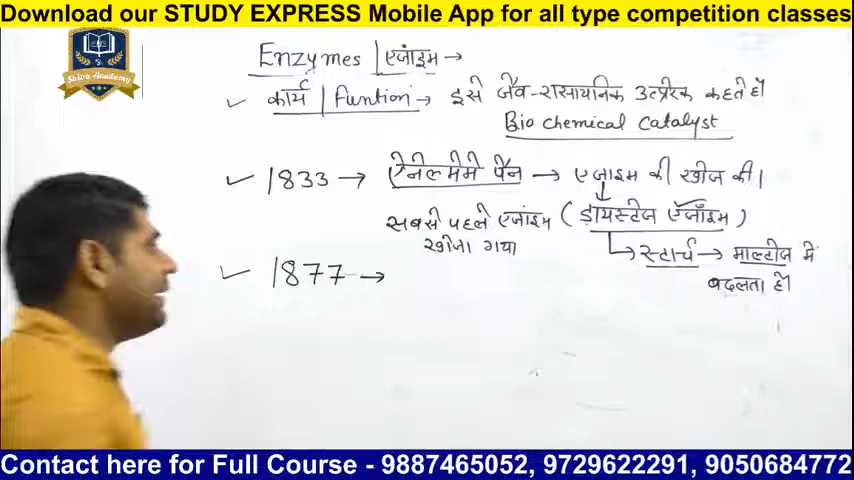 Download our STUDY EXPRESS Mobile App for all type competition classes
Shiva Academy
Enzymes | एंजाइम →
कार्य | Funtion → इसे जैव-रासायनिक उत्प्रेरक कहते हैं
Bio chemical catalyst
1833 → ऐनेल्मेमे पैन → एंजाइम की खोज की।
सबसे पहले एंजाइम (डायस्टेज एंजाइम)
खोजा गया
स्टार्च → माल्टोज में
बदलता है
1877 →
Contact here for Full Course - 9887465052, 9729622291, 9050684772